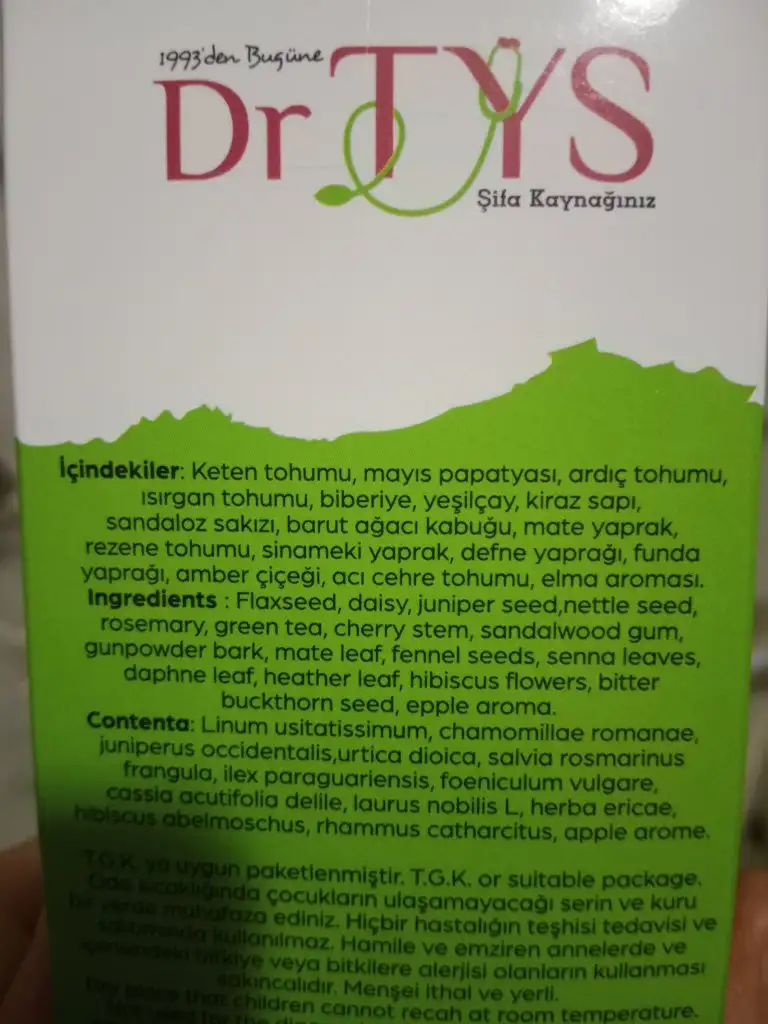 1993'den Bugüne
Dr TYS
Şifa Kaynağınız
İçindekiler: Keten tohumu, mayıs papatyası, ardıç tohumu,
ısırgan tohumu, biberiye, yeşilçay, kiraz sapı,
sandaloz sakızı, barut ağacı kabuğu, mate yaprak,
rezene tohumu, sinameki yaprak, defne yaprağı, funda
yaprağı, amber çiçeği, acı cehre tohumu, elma aroması.
Ingredients : Flaxseed, daisy, juniper seed,nettle seed,
rosemary, green tea, cherry stem, sandalwood gum,
gunpowder bark, mate leaf, fennel seeds, senna leaves,
daphne leaf, heather leaf, hibiscus flowers, bitter
buckthorn seed, epple aroma.
Contenta: Linum usitatissimum, chamomillae romanae,
juniperus occidentalis,urtica dioica, salvia rosmarinus
frangula, ilex paraguariensis, foeniculum vulgare,
cassia acutifolia delile, laurus nobilis L, herba ericae,
hibiscus abelmoschus, rhammus catharcitus, apple arome.
T.G.K. ya uygun paketlenmiştir. T.G.K. or suitable package.
Oda sıcaklığında çocukların ulaşamayacağı serin ve kuru
bir yerde muhafaza ediniz. Hiçbir hastalığın teşhisi tedavisi ve
kullanılmaz. Hamile ve emziren annelerde ve
içerisindeki bitkiye veya bitkilere alerjisi olanların kullanması
sakıncalıdır. Menşei ithal ve yerli.
that children cannot recah at room temperature.